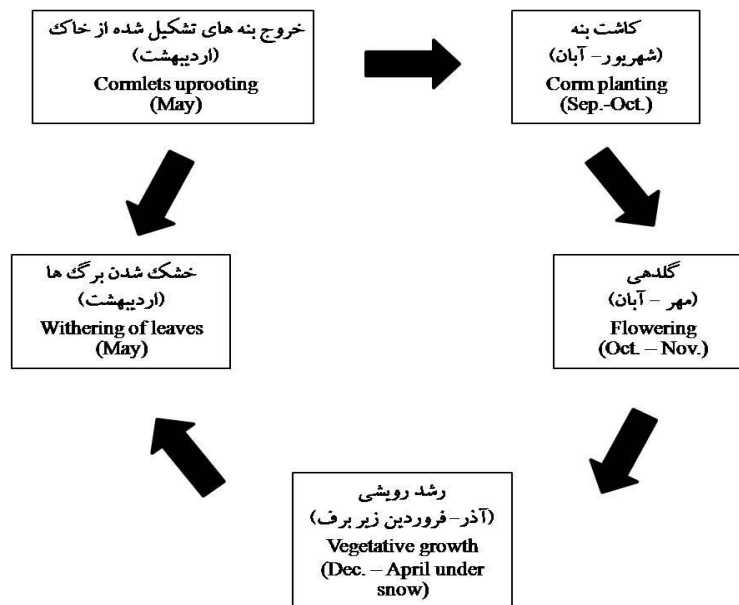 خروج بنه های تشکیل شده از خاک
(اردیبهشت)
Cormlets uprooting
(May)
کاشت بنه
(شهریور- آبان)
Corm planting
(Sep.-Oct.)
خشک شدن برگ ها
(اردیبهشت)
Withering of leaves
(May)
گلدهی
(مهر - آبان)
Flowering
(Oct. – Nov.)
رشد رویشی
(آذر- فروردین زیر برف)
Vegetative growth
(Dec. – April under
snow)